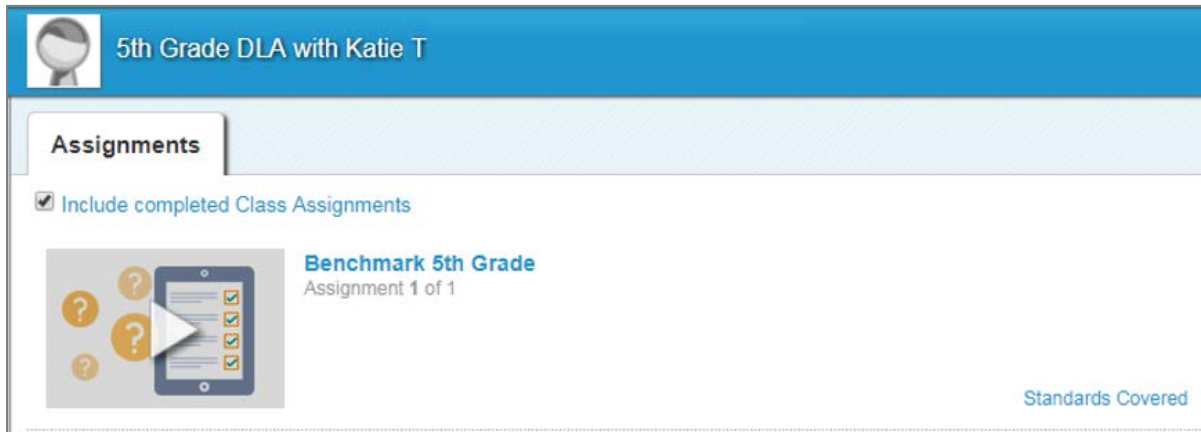 5th Grade DLA with Katie T
Assignments
Include completed Class Assignments
Benchmark 5th Grade
Assignment 1 of 1
? ? ? ?
Standards Covered